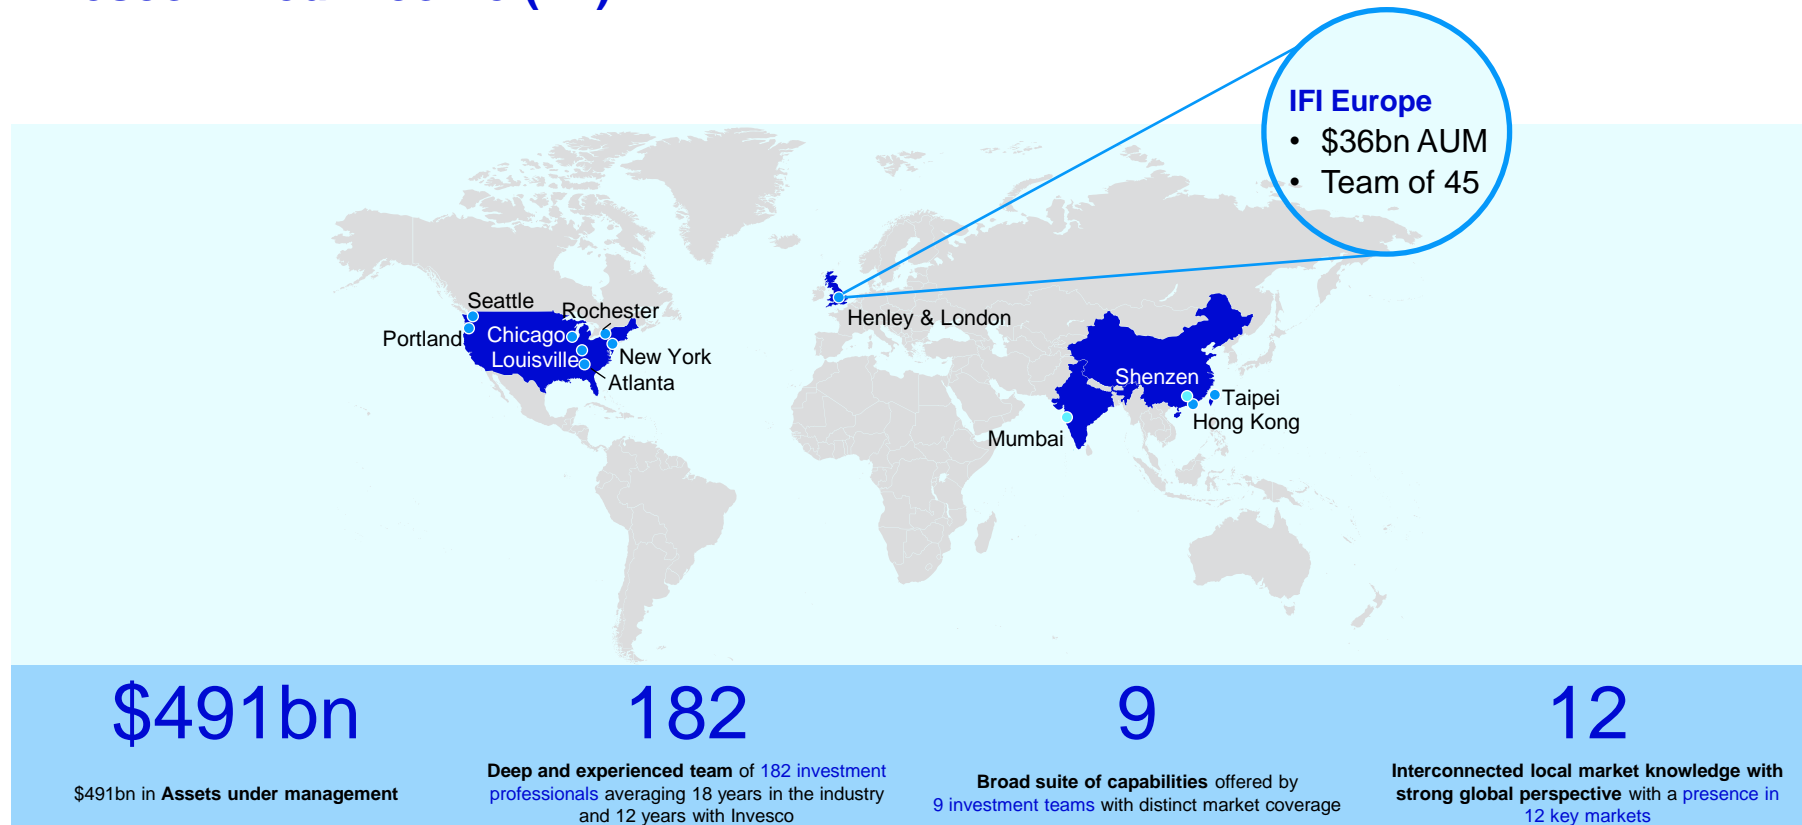 IFI Europe
• $36bn AUM
• Team of 45
Seattle
Rochester
Portland
Chicago
Louisville
New York
Atlanta
Henley & London
Shenzen
Taipei
Hong Kong
Mumbai
$491bn
$491bn in Assets under management
182
Deep and experienced team of 182 investment
professionals averaging 18 years in the industry
and 12 years with Invesco
9
Broad suite of capabilities offered by
9 investment teams with distinct market coverage
12
Interconnected local market knowledge with
strong global perspective with a presence in
12 key markets